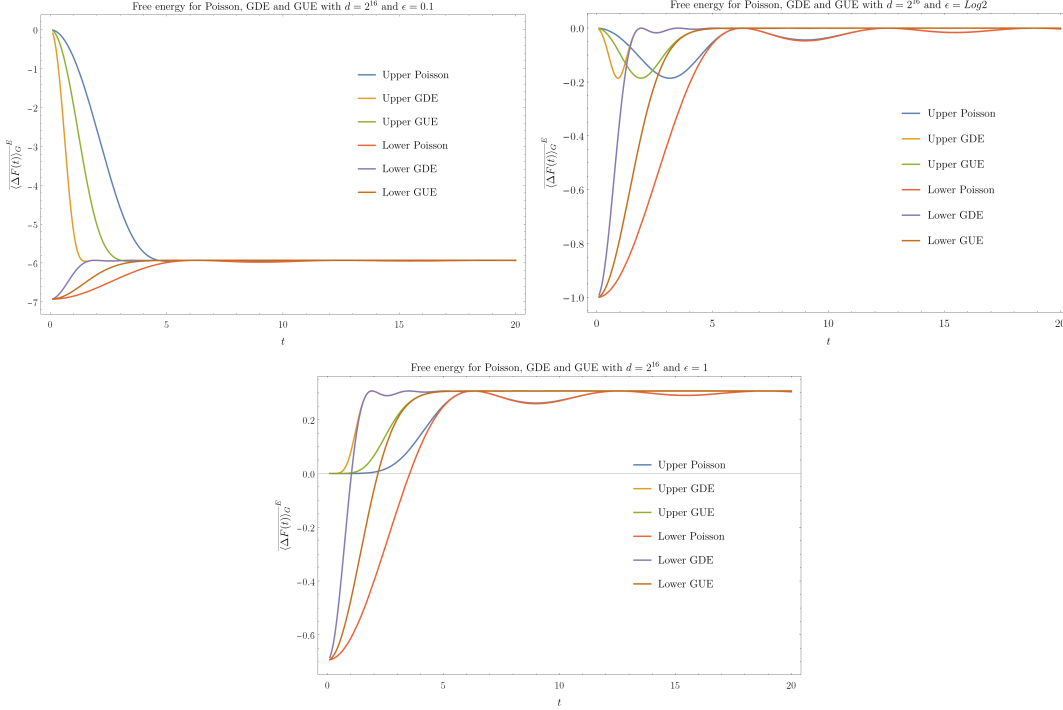 Free energy for Poisson, GDE and GUE with d = 2^16 and ϵ = 0.1
0
−1
−2
−3
−4
−5
−6
−7
⟨ΔF(t)⟩_G^E
0 5 10 15 20
t
Upper Poisson
Upper GDE
Upper GUE
Lower Poisson
Lower GDE
Lower GUE
Free energy for Poisson, GDE and GUE with d = 2^16 and ϵ = Log2
0.0
−0.2
−0.4
−0.6
−0.8
−1.0
⟨ΔF(t)⟩_G^E
0 5 10 15 20
t
Upper Poisson
Upper GDE
Upper GUE
Lower Poisson
Lower GDE
Lower GUE
Free energy for Poisson, GDE and GUE with d = 2^16 and ϵ = 1
0.2
0.0
−0.2
−0.4
−0.6
⟨ΔF(t)⟩_G^E
0 5 10 15 20
t
Upper Poisson
Upper GDE
Upper GUE
Lower Poisson
Lower GDE
Lower GUE